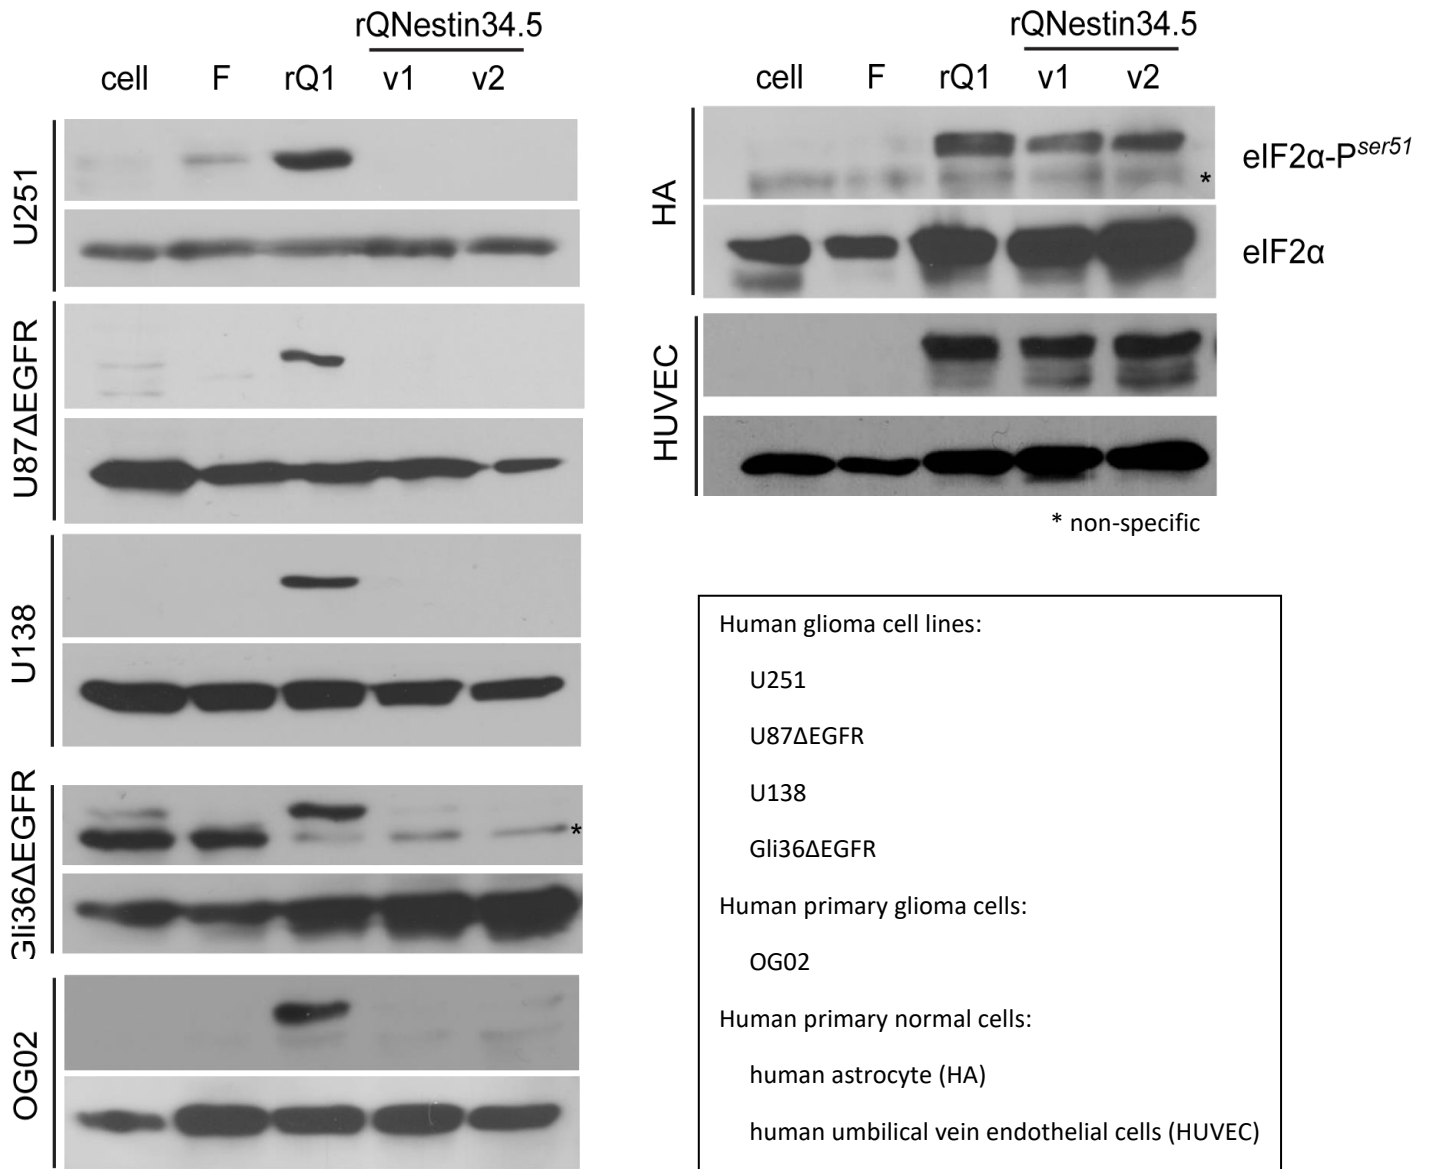 rQNestin34.5
cell F rQ1 v1 v2
U251
U87ΔEGFR
U138
Gli36ΔEGFR
*
OG02
rQNestin34.5
cell F rQ1 v1 v2
HA
eIF2α-Pser51
*
eIF2α
HUVEC
* non-specific
Human glioma cell lines:
U251
U87ΔEGFR
U138
Gli36ΔEGFR
Human primary glioma cells:
OG02
Human primary normal cells:
human astrocyte (HA)
human umbilical vein endothelial cells (HUVEC)